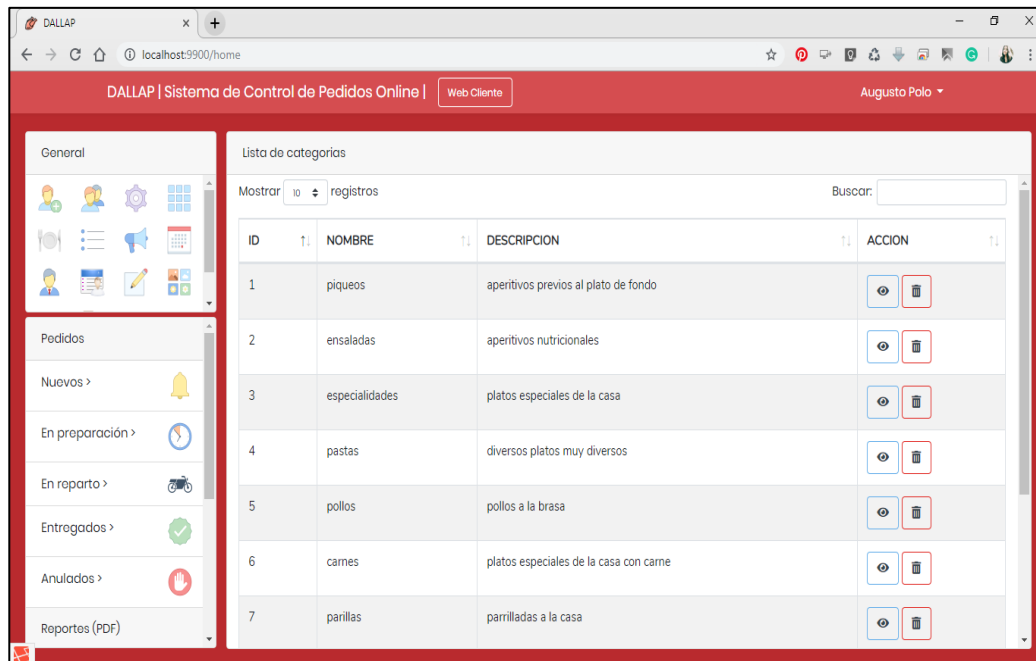 DALLAP
localhost:9900/home
DALLAP | Sistema de Control de Pedidos Online |
Web Cliente
Augusto Polo
General
Pedidos
Nuevos >
En preparación >
En reparto >
Entregados >
Anulados >
Reportes (PDF)
Lista de categorias
Mostrar 10 registros
Buscar:
ID NOMBRE DESCRIPCION ACCION
1 piqueos aperitivos previos al plato de fondo
2 ensaladas aperitivos nutricionales
3 especialidades platos especiales de la casa
4 pastas diversos platos muy diversos
5 pollos pollos a la brasa
6 carnes platos especiales de la casa con carne
7 parillas parrilladas a la casa